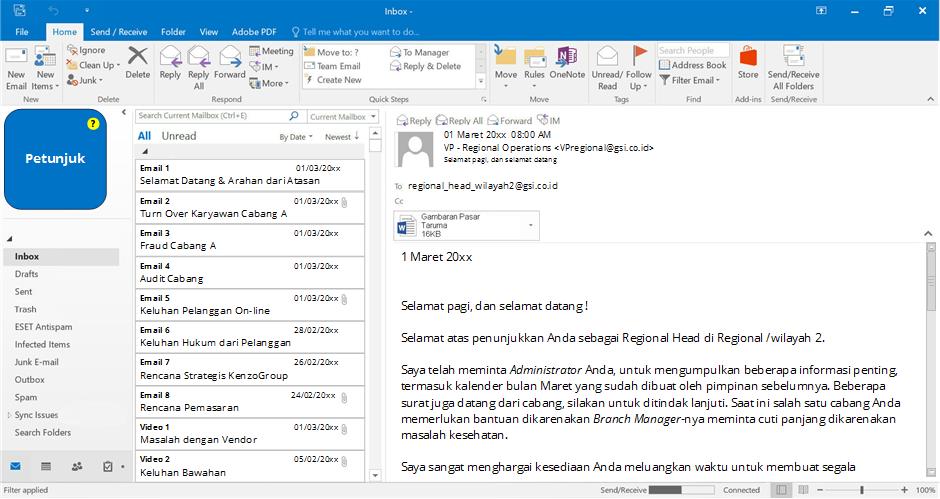 Inbox -
File Home Send / Receive Folder View Adobe PDF Tell me what you want to do...
New Email
New Items
New
Ignore
Clean Up
Junk
Delete
Delete
Reply
Reply All
Forward
Meeting
IM
More
Respond
Move to: ?
Team Email
Create New
To Manager
Reply & Delete
Quick Steps
Move
Rules
OneNote
Move
Unread/ Read
Follow Up
Tags
Search People
Address Book
Filter Email
Find
Store
Add-ins
Send/Receive All Folders
Send/Receive
?
Petunjuk
Inbox
Drafts
Sent
Trash
ESET Antispam
Infected Items
Junk E-mail
Outbox
Spam
Sync Issues
Search Folders
Search Current Mailbox (Ctrl+E) Current Mailbox
All Unread By Date Newest
Email 1 01/03/20xx
Selamat Datang & Arahan dari Atasan
Email 2 01/03/20xx
Turn Over Karyawan Cabang A
Email 3 01/03/20xx
Fraud Cabang A
Email 4 01/03/20xx
Audit Cabang
Email 5 01/03/20xx
Keluhan Pelanggan On-line
Email 6 28/02/20xx
Keluhan Hukum dari Pelanggan
Email 7 26/02/20xx
Rencana Strategis KenzoGroup
Email 8 24/02/20xx
Rencana Pemasaran
Video 1 01/03/20xx
Masalah dengan Vendor
Video 2 05/02/20xx
Keluhan Bawahan
Reply Reply All Forward IM
01 Maret 20xx 08:00 AM
VP - Regional Operations <VPregional@gsi.co.id>
Selamat pagi, dan selamat datang
To regional_head_wilayah2@gsi.co.id
Cc
Gambaran Pasar
Taruma
16KB
1 Maret 20xx
Selamat pagi, dan selamat datang !
Selamat atas penunjukkan Anda sebagai Regional Head di Regional /wilayah 2.
Saya telah meminta Administrator Anda, untuk mengumpulkan beberapa informasi penting,
termasuk kalender bulan Maret yang sudah dibuat oleh pimpinan sebelumnya. Beberapa
surat juga datang dari cabang, silakan untuk ditindak lanjuti. Saat ini salah satu cabang Anda
memerlukan bantuan dikarenakan Branch Manager-nya meminta cuti panjang dikarenakan
masalah kesehatan.
Saya sangat menghargai kesediaan Anda meluangkan waktu untuk membuat segala
Filter applied Send/Receive Connected 100%